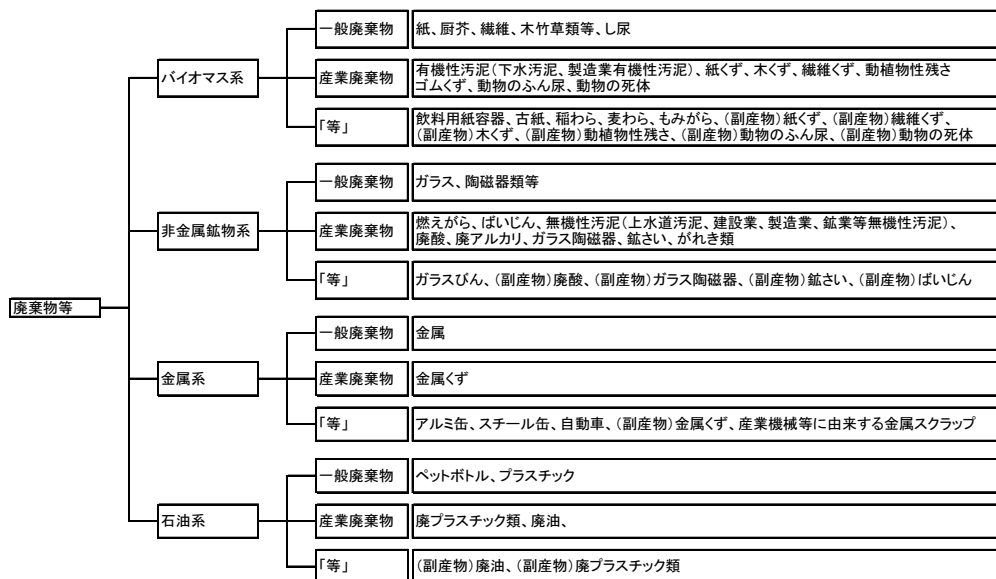 廃棄物等
バイオマス系
一般廃棄物
紙、厨芥、繊維、木竹草類等、し尿
産業廃棄物
有機性汚泥(下水汚泥、製造業有機性汚泥)、紙くず、木くず、繊維くず、動植物性残さ
ゴムくず、動物のふん尿、動物の死体
「等」
飲料用紙容器、古紙、稲わら、麦わら、もみがら、(副産物)紙くず、(副産物)繊維くず、
(副産物)木くず、(副産物)動植物性残さ、(副産物)動物のふん尿、(副産物)動物の死体
非金属鉱物系
一般廃棄物
ガラス、陶磁器類等
産業廃棄物
燃えがら、ばいじん、無機性汚泥(上水道汚泥、建設業、製造業、鉱業等無機性汚泥)、
廃酸、廃アルカリ、ガラス陶磁器、鉱さい、がれき類
「等」
ガラスびん、(副産物)廃酸、(副産物)ガラス陶磁器、(副産物)鉱さい、(副産物)ばいじん
金属系
一般廃棄物
金属
産業廃棄物
金属くず
「等」
アルミ缶、スチール缶、自動車、(副産物)金属くず、産業機械等に由来する金属スクラップ
石油系
一般廃棄物
ペットボトル、プラスチック
産業廃棄物
廃プラスチック類、廃油、
「等」
(副産物)廃油、(副産物)廃プラスチック類